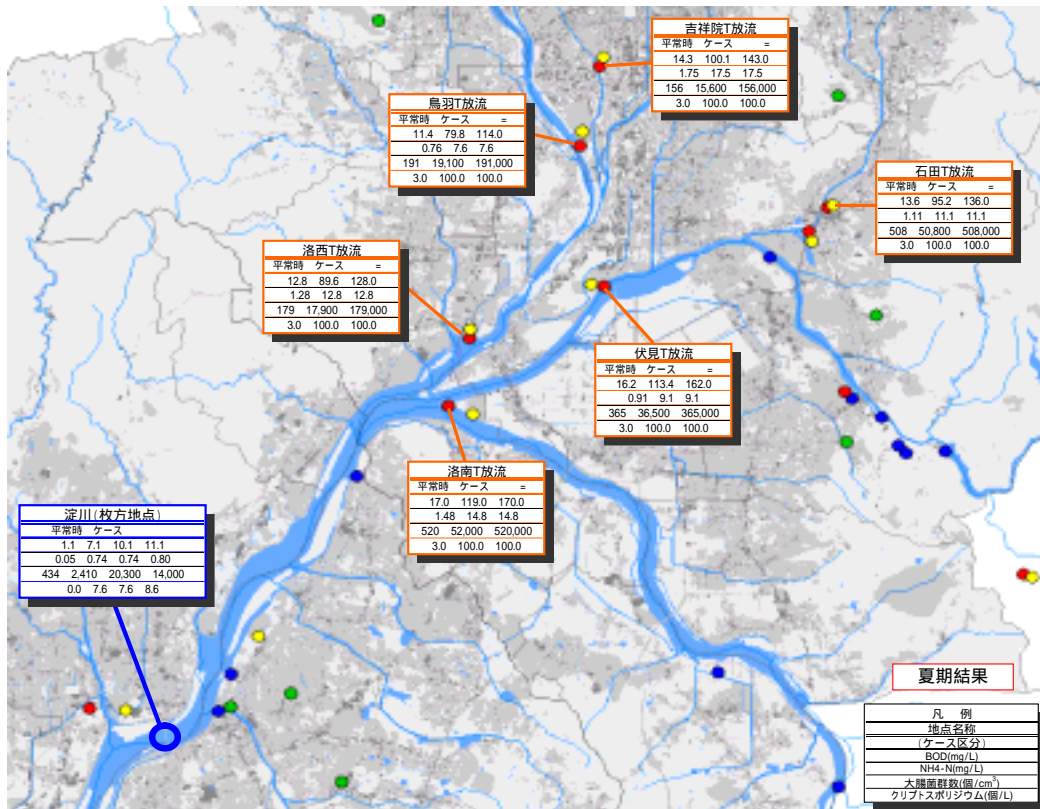 吉祥院T放流
平常時 ケース =
14.3 100.1 143.0
1.75 17.5 17.5
156 15,600 156,000
3.0 100.0 100.0
鳥羽T放流
平常時 ケース =
11.4 79.8 114.0
0.76 7.6 7.6
191 19,100 191,000
3.0 100.0 100.0
石田T放流
平常時 ケース =
13.6 95.2 136.0
1.11 11.1 11.1
508 50,800 508,000
3.0 100.0 100.0
洛西T放流
平常時 ケース =
12.8 89.6 128.0
1.28 12.8 12.8
179 17,900 179,000
3.0 100.0 100.0
伏見T放流
平常時 ケース =
16.2 113.4 162.0
0.91 9.1 9.1
365 36,500 365,000
3.0 100.0 100.0
洛南T放流
平常時 ケース =
17.0 119.0 170.0
1.48 14.8 14.8
520 52,000 520,000
3.0 100.0 100.0
淀川(枚方地点)
平常時 ケース
1.1 7.1 10.1 11.1
0.05 0.74 0.74 0.80
434 2,410 20,300 14,000
0.0 7.6 7.6 8.6
夏期結果
凡 例
地点名称
(ケース区分)
BOD(mg/L)
NH4-N(mg/L)
大腸菌群数(個/cm³)
クリプトスポリジウム(個/L)